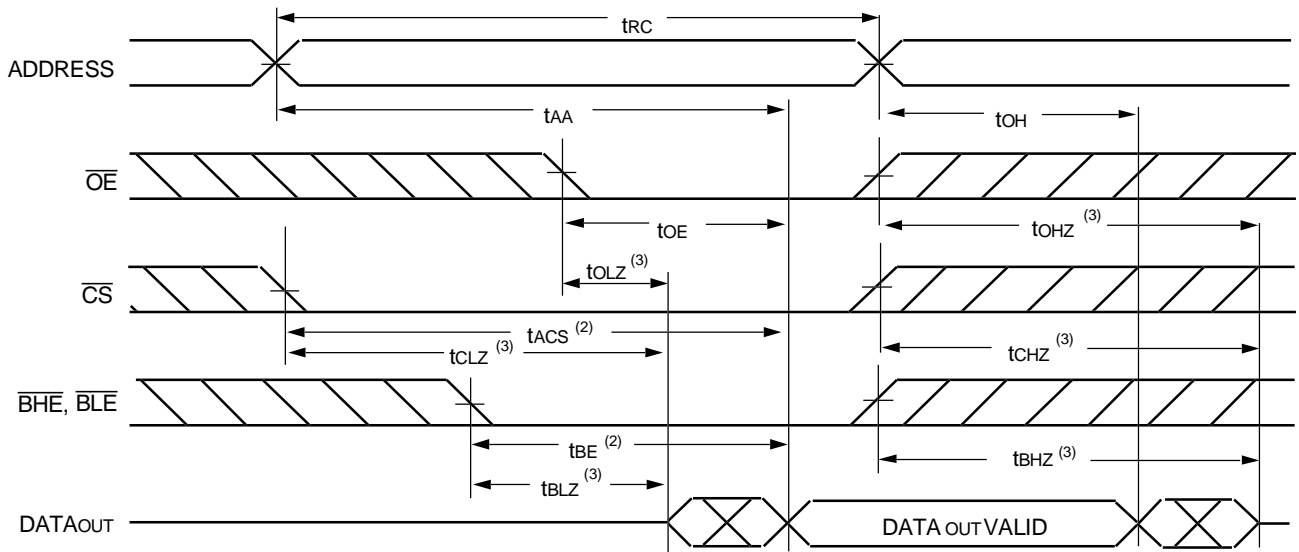 tRC
ADDRESS
tAA
tOH
OE
tOE
tOHZ (3)
tOLZ (3)
CS
tACS (2)
tCLZ (3)
tCHZ (3)
BHE, BLE
tBE (2)
tBHZ (3)
tBLZ (3)
DATAOUT
DATA OUT VALID